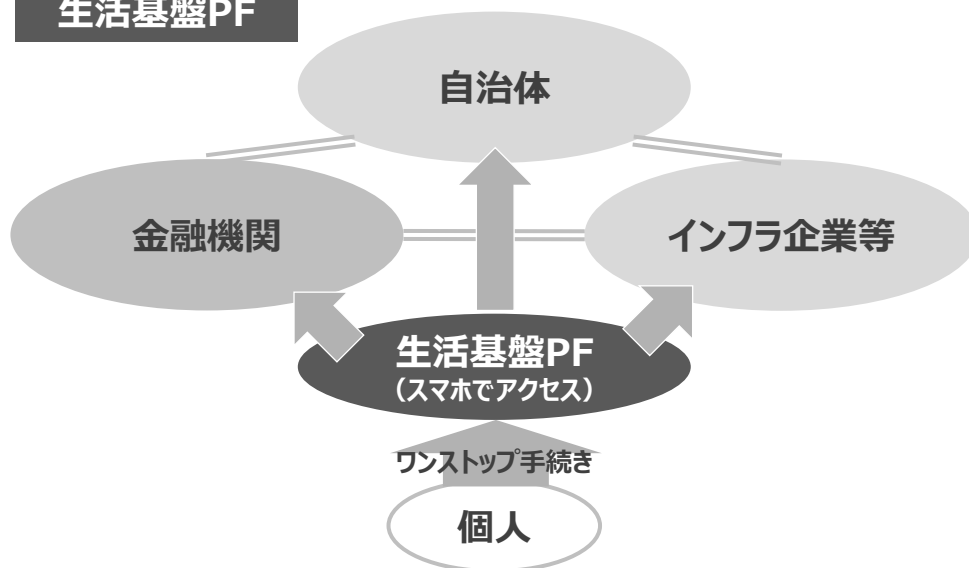 生活基盤PF
自治体
金融機関
インフラ企業等
生活基盤PF
（スマホでアクセス）
ワンストップ手続き
個人